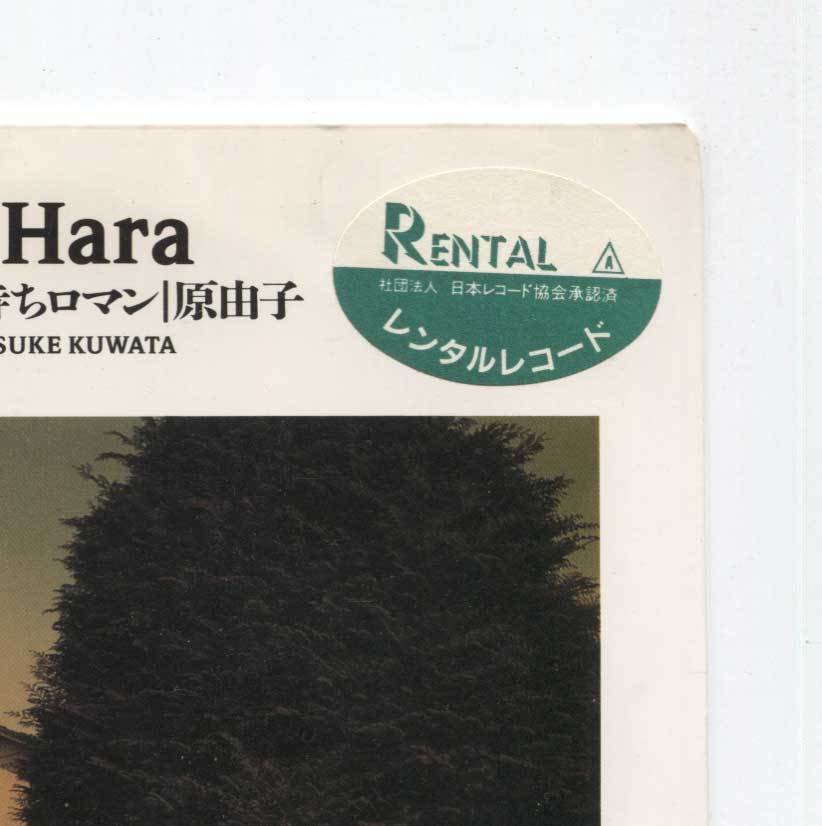 Hara
待ちロマン|原由子
SUKE KUWATA
RENTAL
A
社団法人 日本レコード協会承認済
レンタルレコード